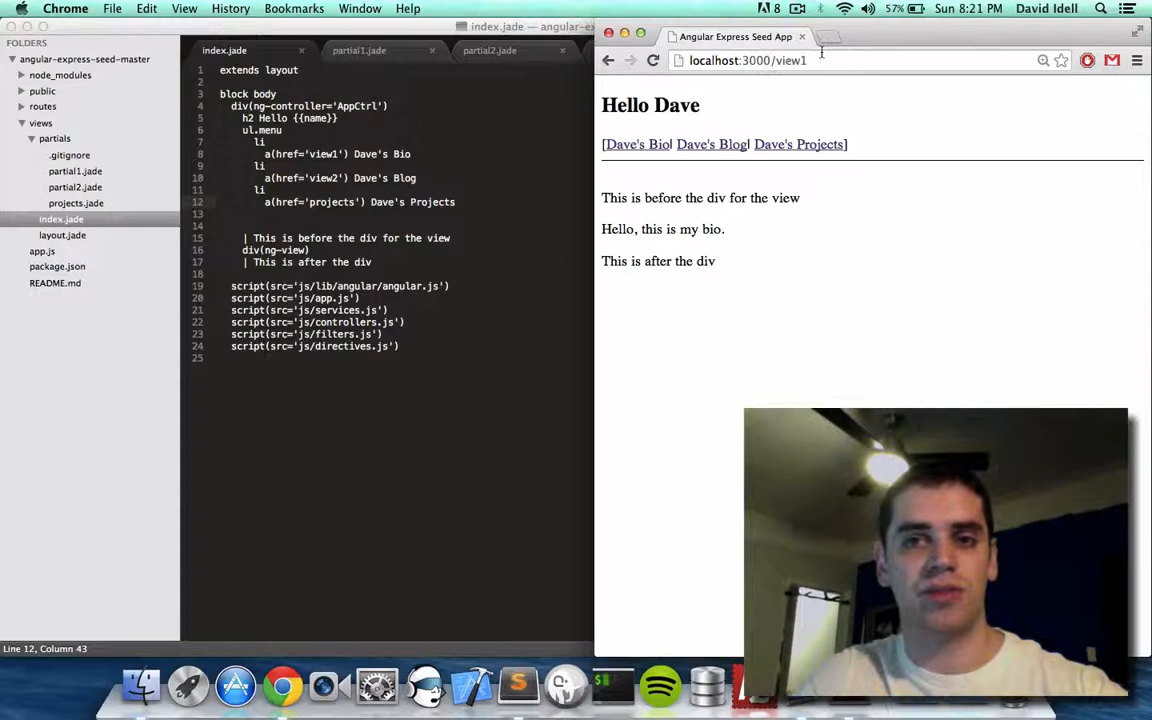 Chrome File Edit View History Bookmarks Window Help 8 57% Sun 8:21 PM David Idell
index.jade — angular-e
FOLDERS
angular-express-seed-master
node_modules
public
routes
views
partials
.gitignore
partial1.jade
partial2.jade
projects.jade
index.jade
layout.jade
app.js
package.json
README.md
index.jade partial1.jade partial2.jade
1 extends layout
2
3 block body
4 div(ng-controller='AppCtrl')
5 h2 Hello {{name}}
6 ul.menu
7 li
8 a(href='view1') Dave's Bio
9 li
10 a(href='view2') Dave's Blog
11 li
12 a(href='projects') Dave's Projects
13
14
15 | This is before the div for the view
16 div(ng-view)
17 | This is after the div
18
19 script(src='js/lib/angular/angular.js')
20 script(src='js/app.js')
21 script(src='js/services.js')
22 script(src='js/controllers.js')
23 script(src='js/filters.js')
24 script(src='js/directives.js')
25
Line 12, Column 43
Angular Express Seed App
localhost:3000/view1
Hello Dave
[Dave's Bio| Dave's Blog| Dave's Projects]
This is before the div for the view
Hello, this is my bio.
This is after the div